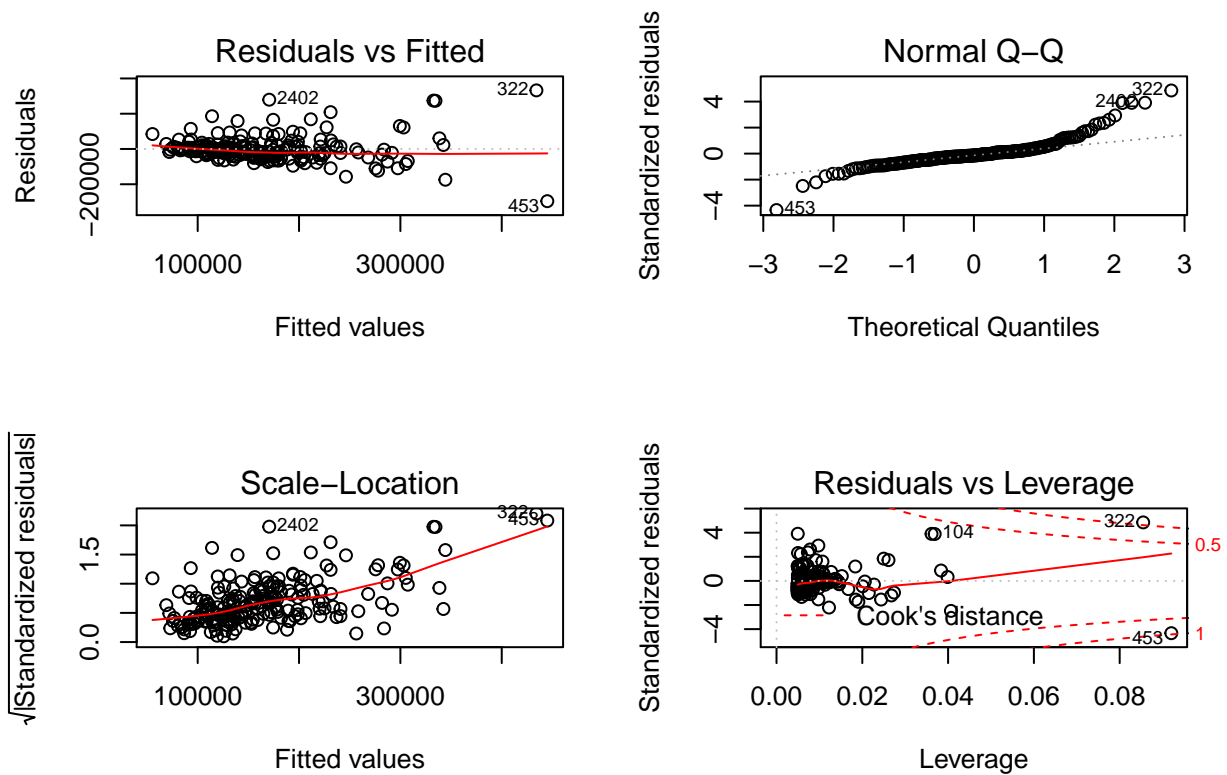 Residuals vs Fitted
Residuals
−200000
2402
322
453
100000 300000
Fitted values
Normal Q−Q
Standardized residuals
−4 0 4
2402
322
453
−3 −2 −1 0 1 2 3
Theoretical Quantiles
Scale−Location
√|Standardized residuals|
0.0 1.5
2402
322
453
100000 300000
Fitted values
Residuals vs Leverage
Standardized residuals
−4 0 4
322
104
0.5
Cook's distance
453
1
0.00 0.02 0.04 0.06 0.08
Leverage